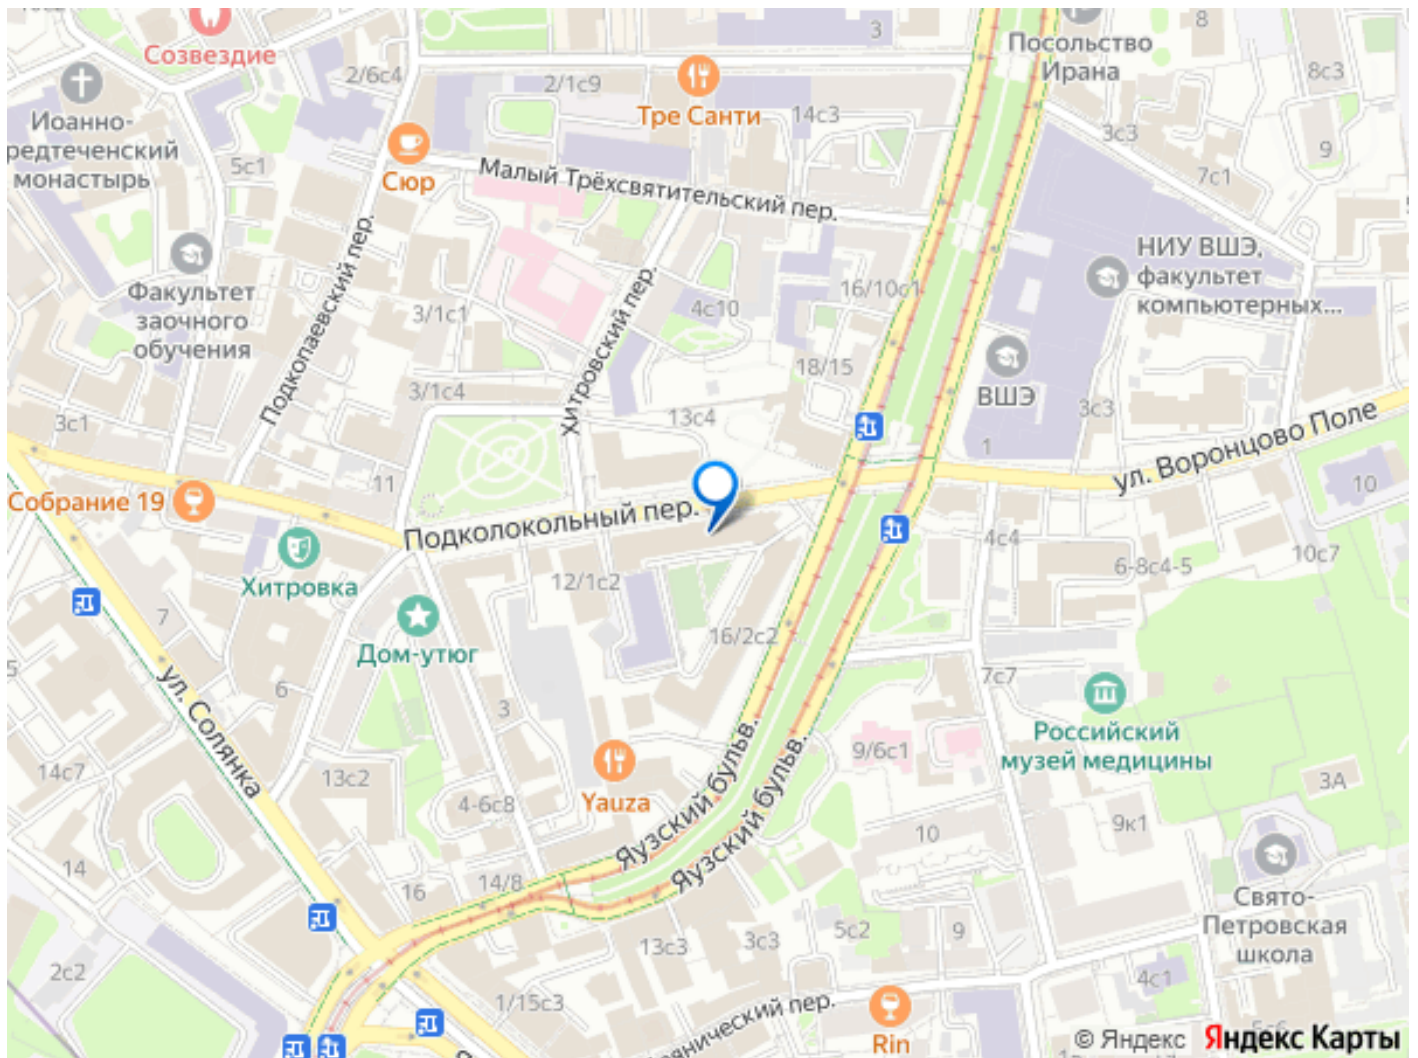 Созвездие
3
8
Посольство
Ирана
8с3
2/6с4
2/1с9
Тре Санти
14с3
3с3
9
Иоанно-
редтеченский
монастырь
5с1
Сюр
Малый Трёхсвятительский пер.
7с1
Факультет
заочного
обучения
Подкопаевский пер.
3/1с1
Хитровский пер.
4с10
16/10с1
НИУ ВШЭ,
факультет
компьютерных...
18/15
ВШЭ
3/1с4
13с4
3с3
3с1
1
ул. Воронцово Поле
11
10
Собрание 19
Подколокольный пер.
4с4
10с7
Хитровка
12/1с2
6-8с4-5
7
16/2с2
Дом-утюг
ул. Солянка
6
7с7
3
Российский
музей медицины
9/6с1
14с7
13с2
4-6с8
Yauza
Яузский бульв.
Яузский бульв.
3А
9к1
10
14
16
14/8
Свято-
Петровская
школа
13с3
3с3
5с2
9
2с2
4с1
1/15с3
Rin
© Яндекс Яндекс Карты